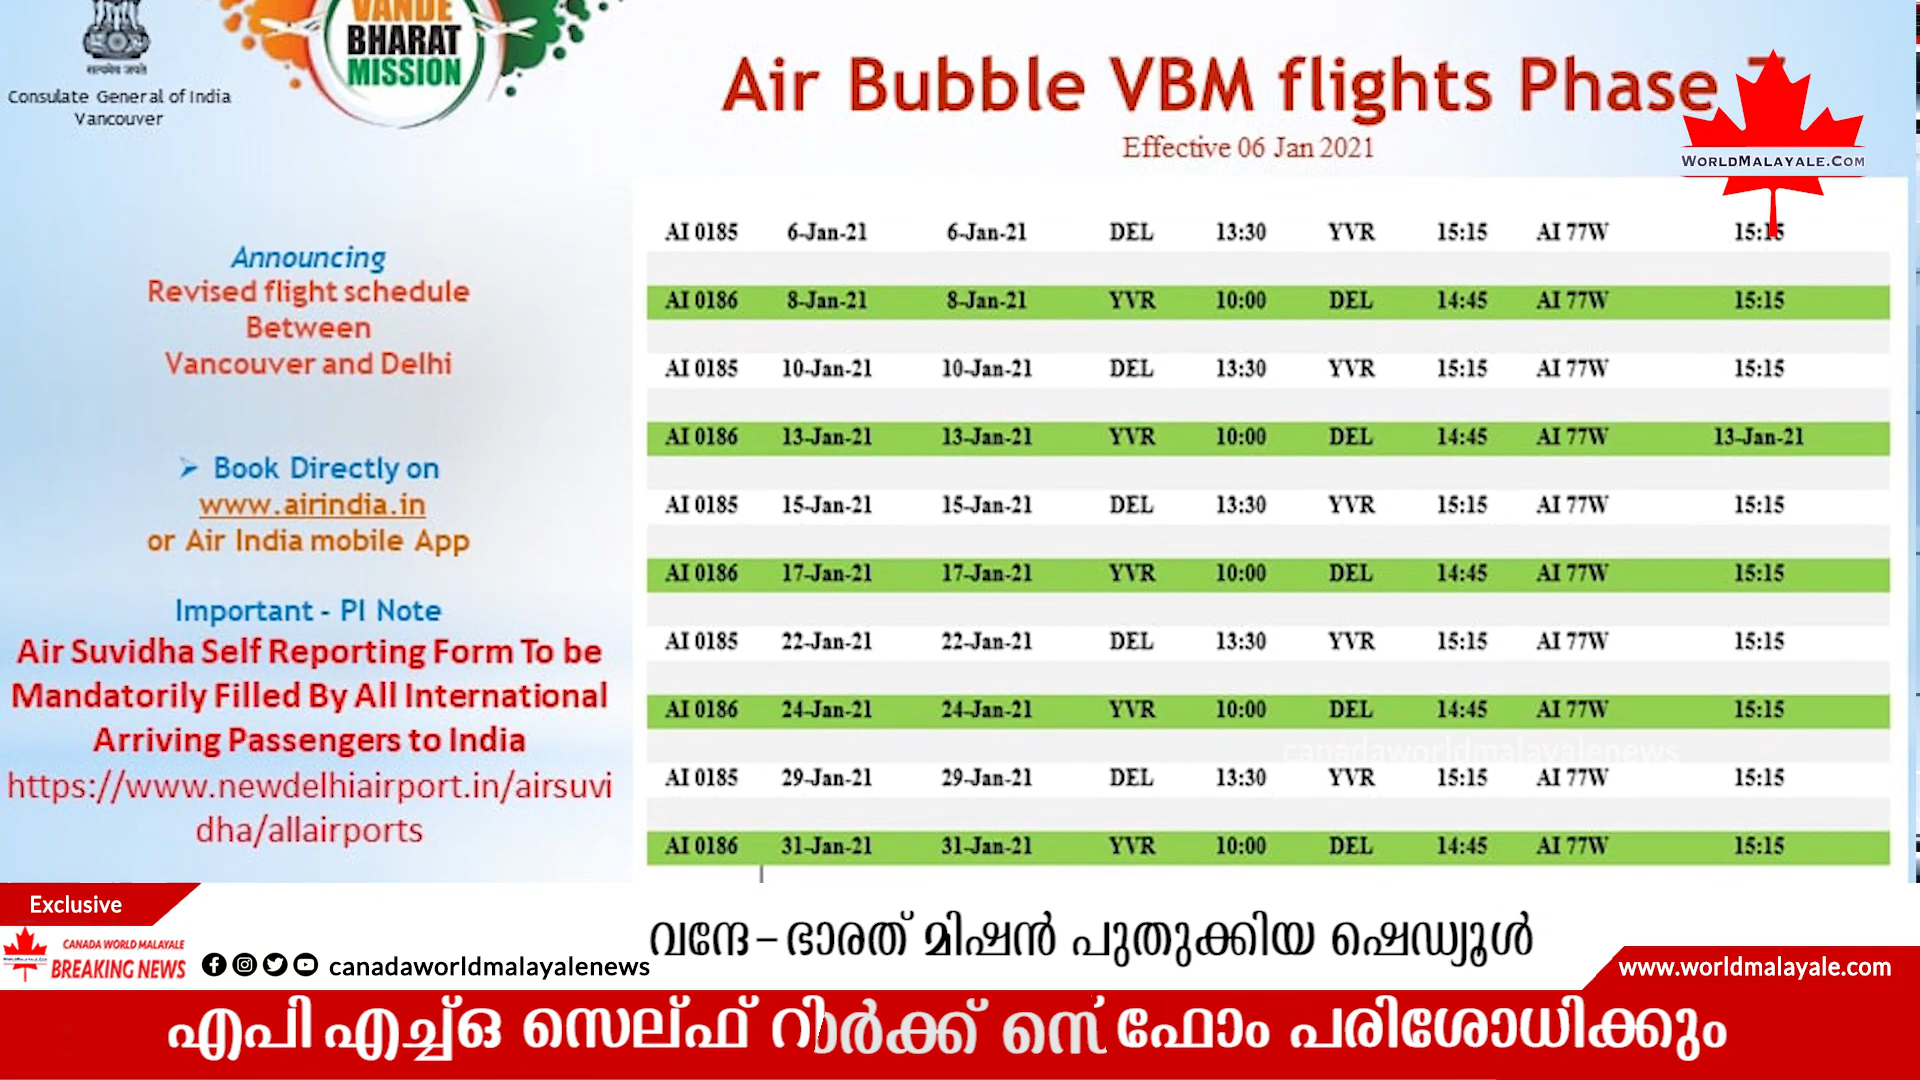 सत्यमेव जयते
Consulate General of India
Vancouver
VANDE
BHARAT
MISSION
Air Bubble VBM flights Phase
Effective 06 Jan 2021
WORLDMALAYALE.COM
Announcing
Revised flight schedule
Between
Vancouver and Delhi
➢ Book Directly on
www.airindia.in
or Air India mobile App
Important - PI Note
Air Suvidha Self Reporting Form To be
Mandatorily Filled By All International
Arriving Passengers to India
https://www.newdelhiairport.in/airsuvi
dha/allairports
AI 0185 6-Jan-21 6-Jan-21 DEL 13:30 YVR 15:15 AI 77W 15:15
AI 0186 8-Jan-21 8-Jan-21 YVR 10:00 DEL 14:45 AI 77W 15:15
AI 0185 10-Jan-21 10-Jan-21 DEL 13:30 YVR 15:15 AI 77W 15:15
AI 0186 13-Jan-21 13-Jan-21 YVR 10:00 DEL 14:45 AI 77W 13-Jan-21
AI 0185 15-Jan-21 15-Jan-21 DEL 13:30 YVR 15:15 AI 77W 15:15
AI 0186 17-Jan-21 17-Jan-21 YVR 10:00 DEL 14:45 AI 77W 15:15
AI 0185 22-Jan-21 22-Jan-21 DEL 13:30 YVR 15:15 AI 77W 15:15
AI 0186 24-Jan-21 24-Jan-21 YVR 10:00 DEL 14:45 AI 77W 15:15
canadaworldmalayalenews
AI 0185 29-Jan-21 29-Jan-21 DEL 13:30 YVR 15:15 AI 77W 15:15
AI 0186 31-Jan-21 31-Jan-21 YVR 10:00 DEL 14:45 AI 77W 15:15
Exclusive
CANADA WORLD MALAYALE
BREAKING NEWS
canadaworldmalayalenews
വന്ദേ-ഭാരത് മിഷൻ പുതുക്കിയ ഷെഡ്യൂൾ
www.worldmalayale.com
എപി എച്ച്ഒ സെല്ഫ് ഫോം പരിശോധിക്കും